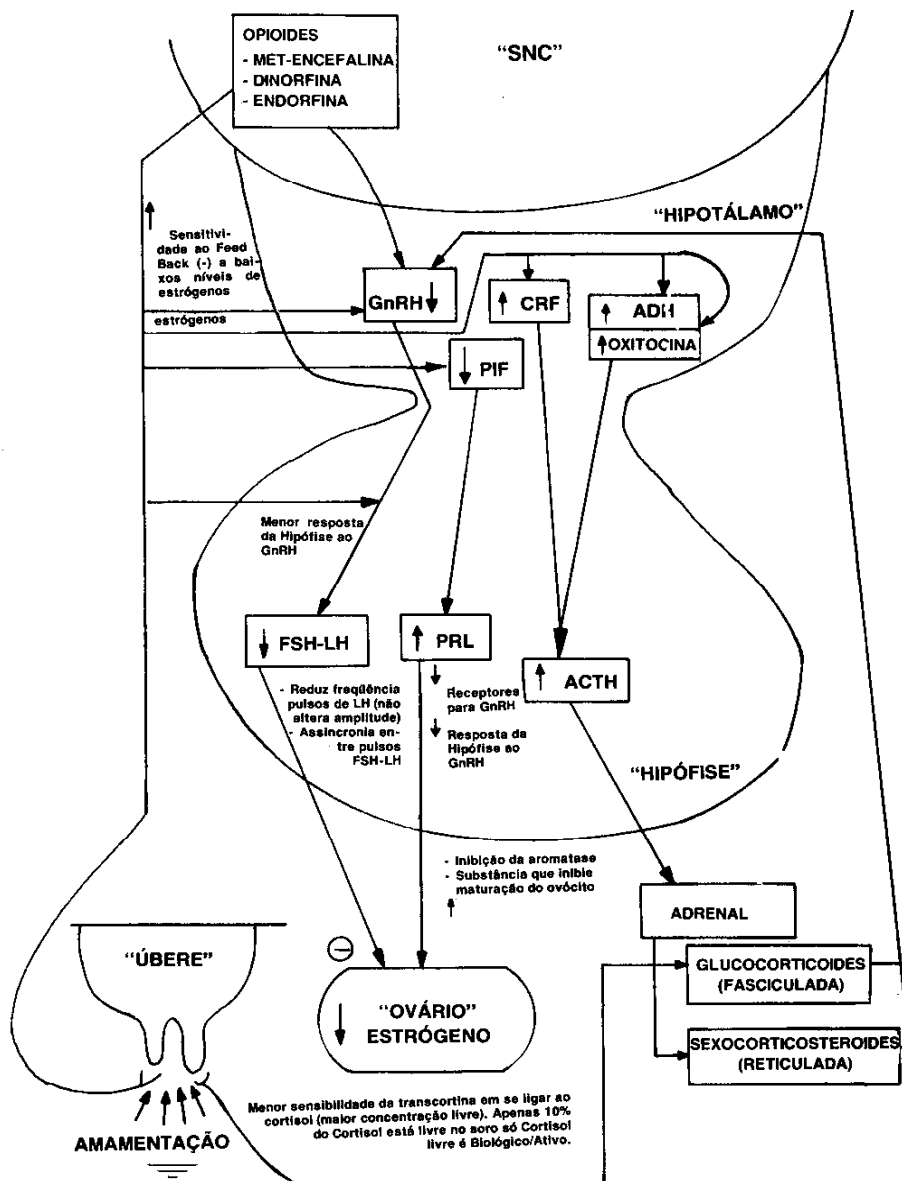 OPIOIDES
- MET-ENCEFALINA
- DINORFINA
- ENDORFINA
"SNC"
"HIPOTÁLAMO"
↑
Sensitivi-
dade ao Feed
Back (-) a bai-
xos níveis de
estrógenos
estrógenos
GnRH ↓
↑ CRF
↑ ADH
↑ OXITOCINA
↓ PIF
Menor resposta
da Hipófise ao
GnRH
↓ FSH-LH
↑ PRL
↑ ACTH
- Reduz freqüência
pulsos de LH (não
altera amplitude)
- Assincronia en-
tre pulsos
FSH-LH
↓ Receptores
para GnRH
↓ Resposta da
Hipófise ao
GnRH
"HIPÓFISE"
- Inibição da aromatase
- Substância que inibie
maturação do ovócito
↑
ADRENAL
GLUCOCORTICOIDES
(FASCICULADA)
SEXOCORTICOSTEROIDES
(RETICULADA)
"ÚBERE"
"OVÁRIO"
↓ ESTRÓGENO
Menor sensibilidade da transcortina em se ligar ao
cortisol (maior concentração livre). Apenas 10%
do Cortisol está livre no soro só Cortisol
livre é Biológico/Ativo.
AMAMENTAÇÃO